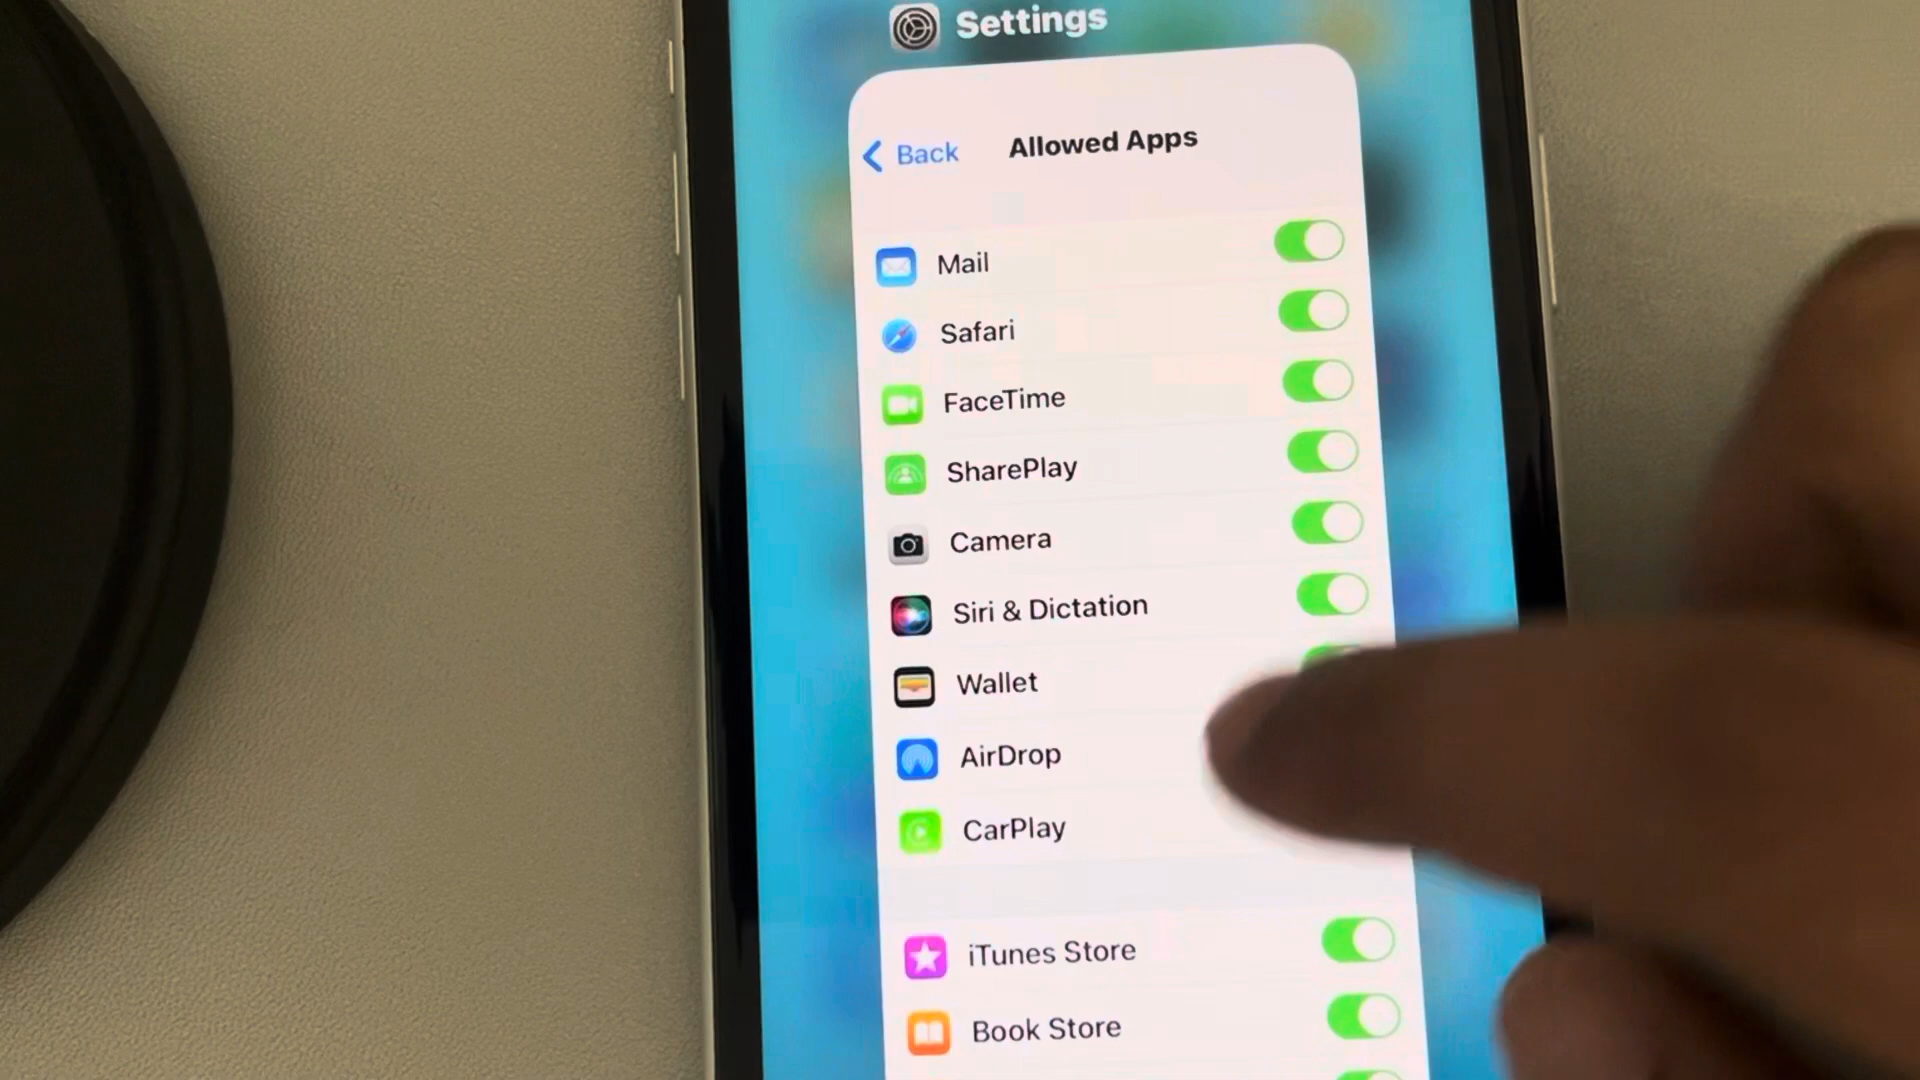 Settings
Back
Allowed Apps
Mail
Safari
FaceTime
SharePlay
Camera
Siri & Dictation
Wallet
AirDrop
CarPlay
iTunes Store
Book Store